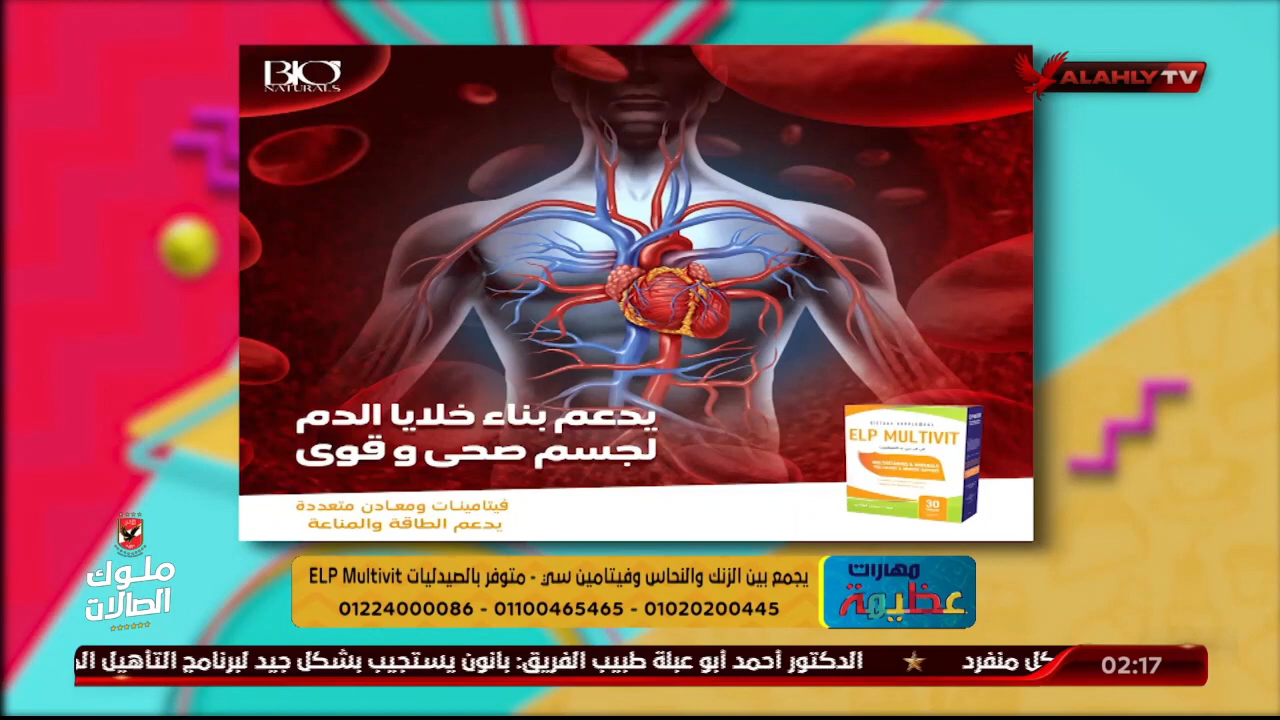 BIO
NATURALS
ALAHLY TV
يدعم بناء خلايا الدم
لجسم صحى و قوى
DIETARY SUPPLEMENT
ELP MULTIVIT
30
فيتامينات ومعادن متعددة
يدعم الطاقة والمناعة
يجمع بين الزنك والنحاس وفيتامين سي - متوفر بالصيدليات ELP Multivit
01224000086 - 01100465465 - 01020200445
مهارات
عظيمة
ملوك
الصالات
كل منفرد ★ الدكتور أحمد أبو عبلة طبيب الفريق: بانون يستجيب بشكل جيد لبرنامج التأهيل
02:17